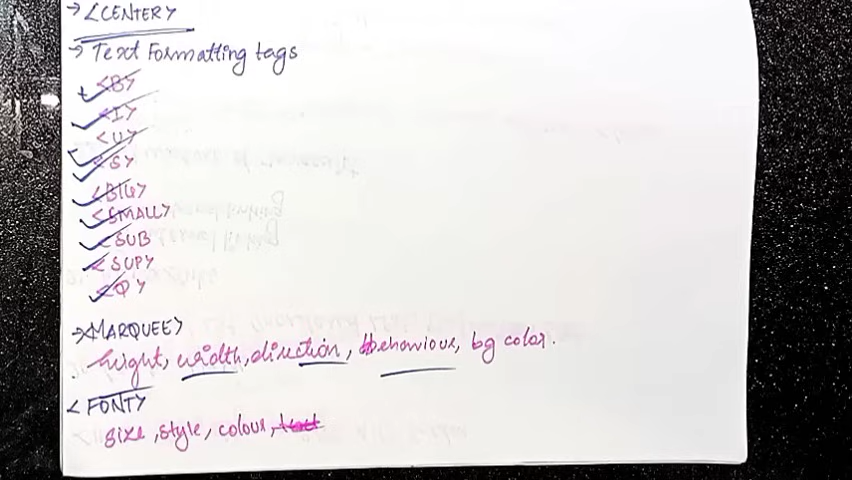 → <CENTER>
→ Text Formatting tags
<B>
<I>
<U>
<S>
<BIG>
<SMALL>
<SUB
<SUP>
<Q>
→ MARQUEE>
height, width, direction, behaviour, bg color.
< FONT>
size, style, colour, text